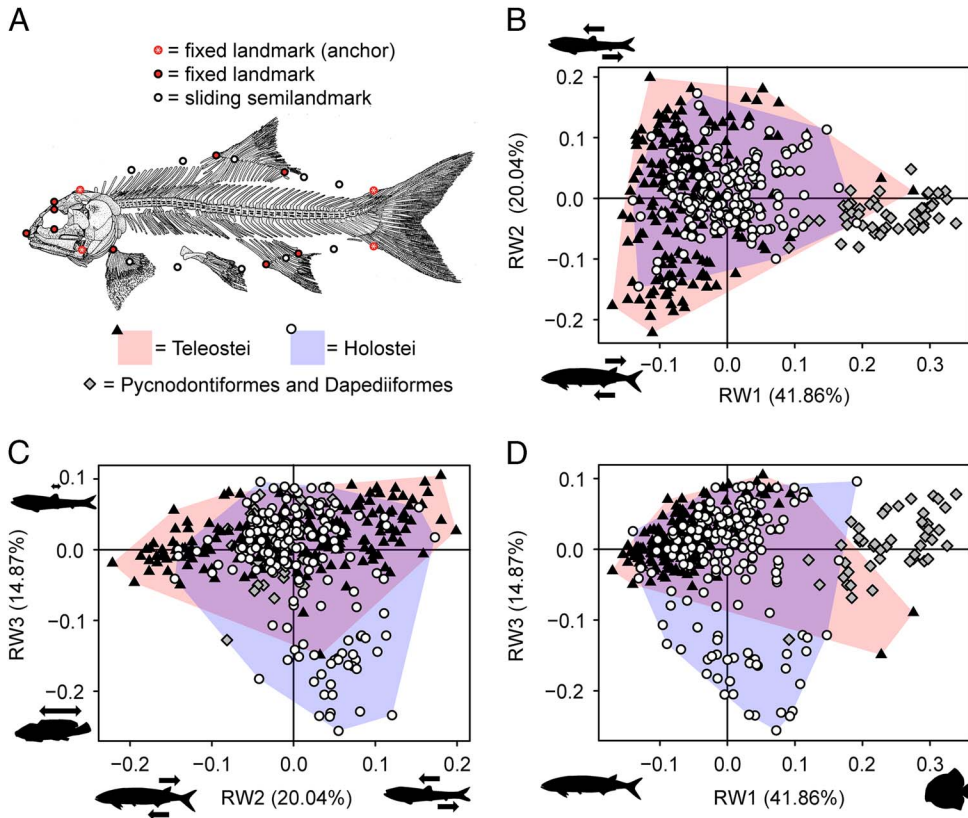 A
= fixed landmark (anchor)
= fixed landmark
= sliding semilandmark
= Teleostei
= Holostei
= Pycnodontiformes and Dapediiformes
B
RW2 (20.04%)
0.2
0.1
0.0
−0.1
−0.2
−0.1 0.0 0.1 0.2 0.3
RW1 (41.86%)
C
RW3 (14.87%)
0.1
0.0
−0.1
−0.2
−0.2 −0.1 0.0 0.1 0.2
RW2 (20.04%)
D
RW3 (14.87%)
0.1
0.0
−0.1
−0.2
−0.1 0.0 0.1 0.2 0.3
RW1 (41.86%)